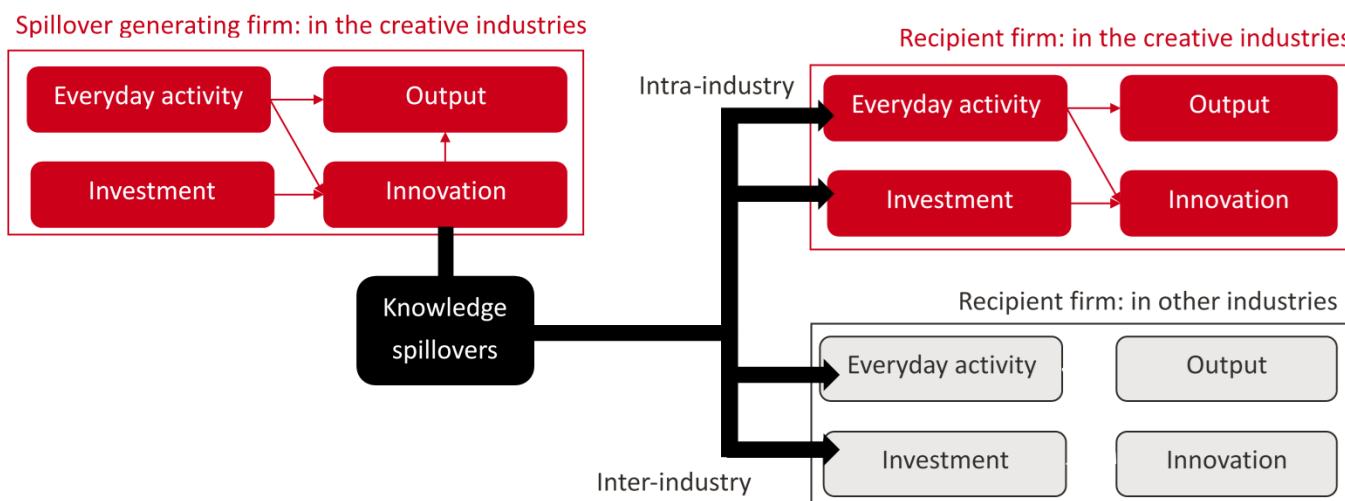 Spillover generating firm: in the creative industries
Everyday activity
Output
Investment
Innovation
Knowledge
spillovers
Intra-industry
Inter-industry
Recipient firm: in the creative industries
Everyday activity
Output
Investment
Innovation
Recipient firm: in other industries
Everyday activity
Output
Investment
Innovation